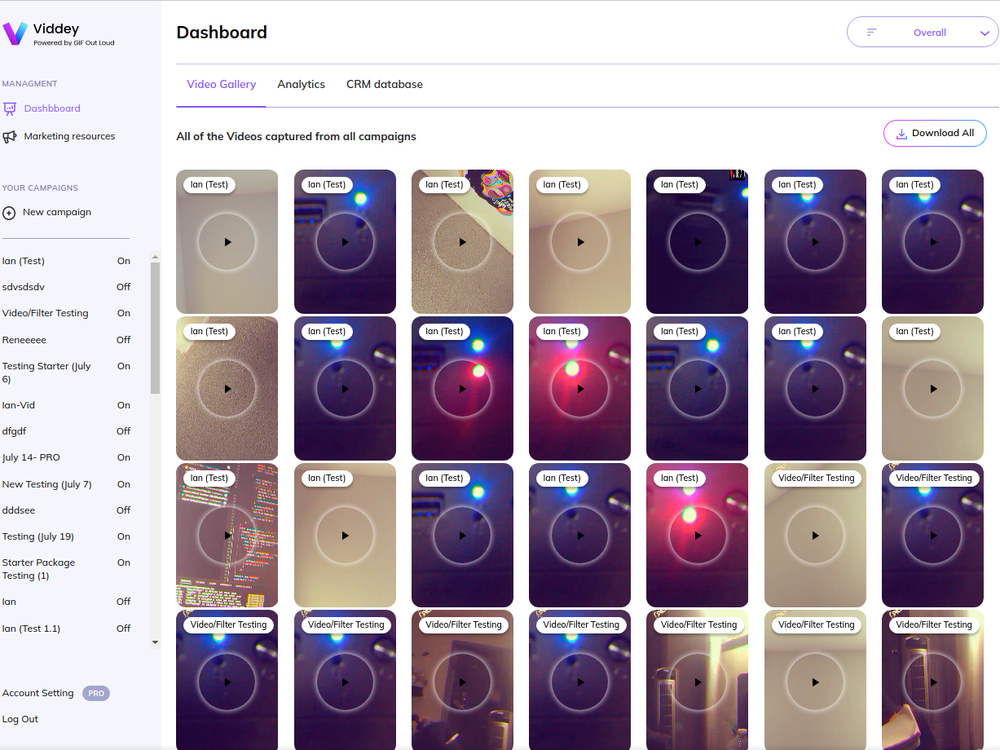 Viddey
Powered by GIF Out Loud
MANAGMENT
Dashbboard
Marketing resources
YOUR CAMPAIGNS
New campaign
Ian (Test) On
sdvsdsdv Off
Video/Filter Testing On
Reneeeee Off
Testing Starter (July On
6)
Ian-Vid On
dfgdf Off
July 14- PRO On
New Testing (July 7) On
dddsee Off
Testing (July 19) On
Starter Package On
Testing (1)
Ian Off
Ian (Test 1.1) Off
Account Setting PRO
Log Out
Dashboard
Overall
Video Gallery Analytics CRM database
All of the Videos captured from all campaigns
Download All
Ian (Test) Ian (Test) Ian (Test) Ian (Test) Ian (Test) Ian (Test) Ian (Test)
Ian (Test) Ian (Test) Ian (Test) Ian (Test) Ian (Test) Ian (Test) Ian (Test)
Ian (Test) Ian (Test) Ian (Test) Ian (Test) Ian (Test) Video/Filter Testing Video/Filter Testing
Video/Filter Testing Video/Filter Testing Video/Filter Testing Video/Filter Testing Video/Filter Testing Video/Filter Testing Video/Filter Testing